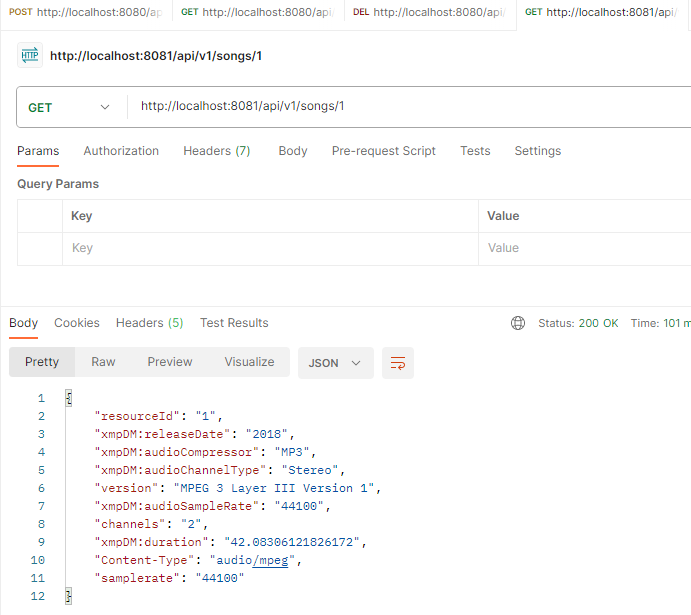 POST http://localhost:8080/ap
GET http://localhost:8080/api
DEL http://localhost:8080/api/
GET http://localhost:8081/api/
HTTP http://localhost:8081/api/v1/songs/1
GET http://localhost:8081/api/v1/songs/1
Params Authorization Headers (7) Body Pre-request Script Tests Settings
Query Params
Key Value
Key Value
Body Cookies Headers (5) Test Results Status: 200 OK Time: 101 m
Pretty Raw Preview Visualize JSON
1 {
2 "resourceId": "1",
3 "xmpDM:releaseDate": "2018",
4 "xmpDM:audioCompressor": "MP3",
5 "xmpDM:audioChannelType": "Stereo",
6 "version": "MPEG 3 Layer III Version 1",
7 "xmpDM:audioSampleRate": "44100",
8 "channels": "2",
9 "xmpDM:duration": "42.08306121826172",
10 "Content-Type": "audio/mpeg",
11 "samplerate": "44100"
12 }